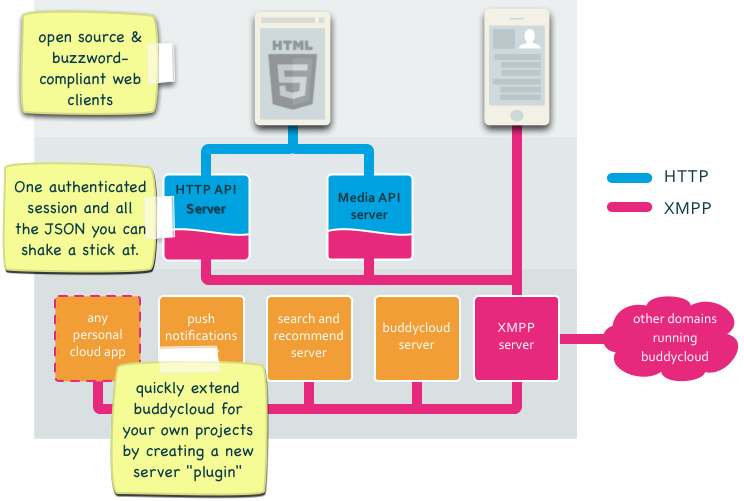 open source &
buzzword-
compliant web
clients
HTML
5
One authenticated
session and all
the JSON you can
shake a stick at.
HTTP API
Server
Media API
server
HTTP
XMPP
any
personal
cloud app
push
notifications
search and
recommend
server
buddycloud
server
XMPP
server
other domains
running
buddycloud
quickly extend
buddycloud for
your own projects
by creating a new
server "plugin"